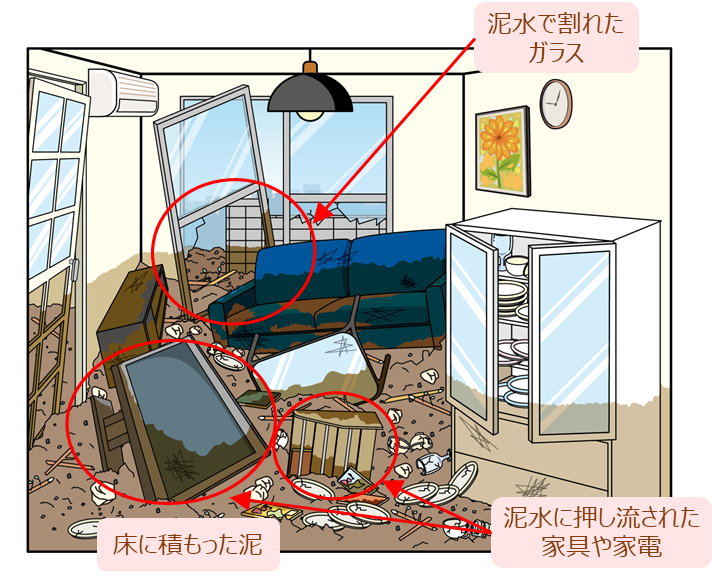 泥水で割れた
ガラス
床に積もった泥
泥水に押し流された
家具や家電